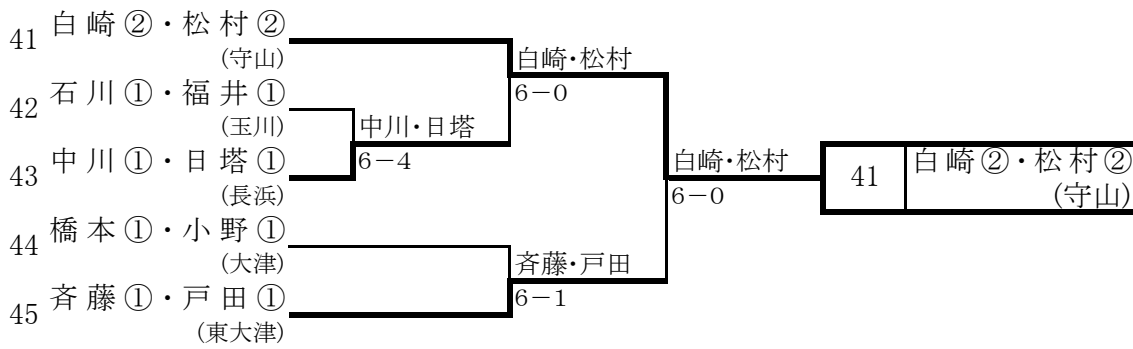 41 白崎②・松村②
(守山)
白崎・松村
6－0
42 石川①・福井①
(玉川)
中川・日塔
6－4
43 中川①・日塔①
(長浜)
白崎・松村
6－0
41 白崎②・松村②
(守山)
44 橋本①・小野①
(大津)
斉藤・戸田
6－1
45 斉藤①・戸田①
(東大津)